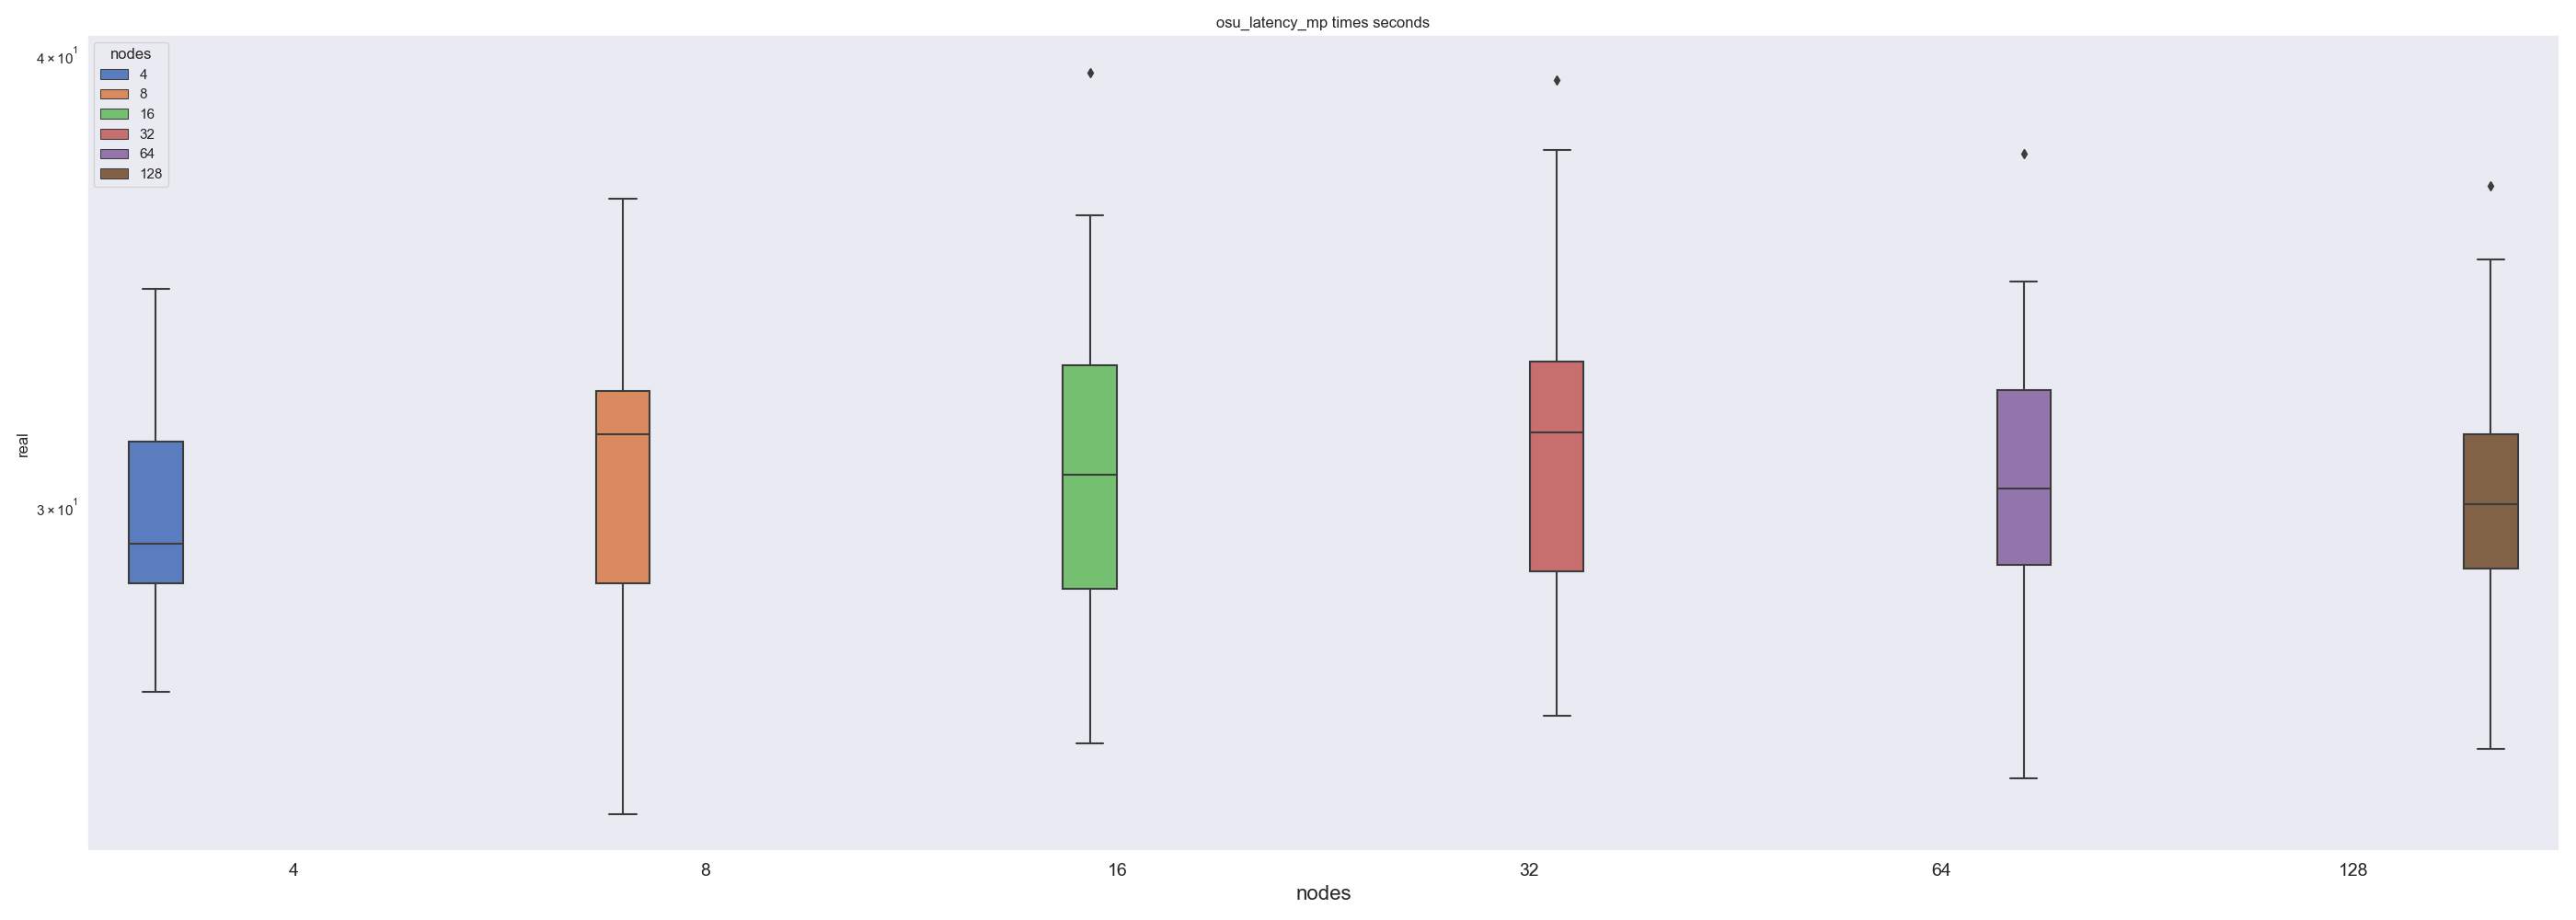 osu_latency_mp times seconds
4 × 10¹
3 × 10¹
real
nodes
4
8
16
32
64
128
4 8 16 32 64 128
nodes